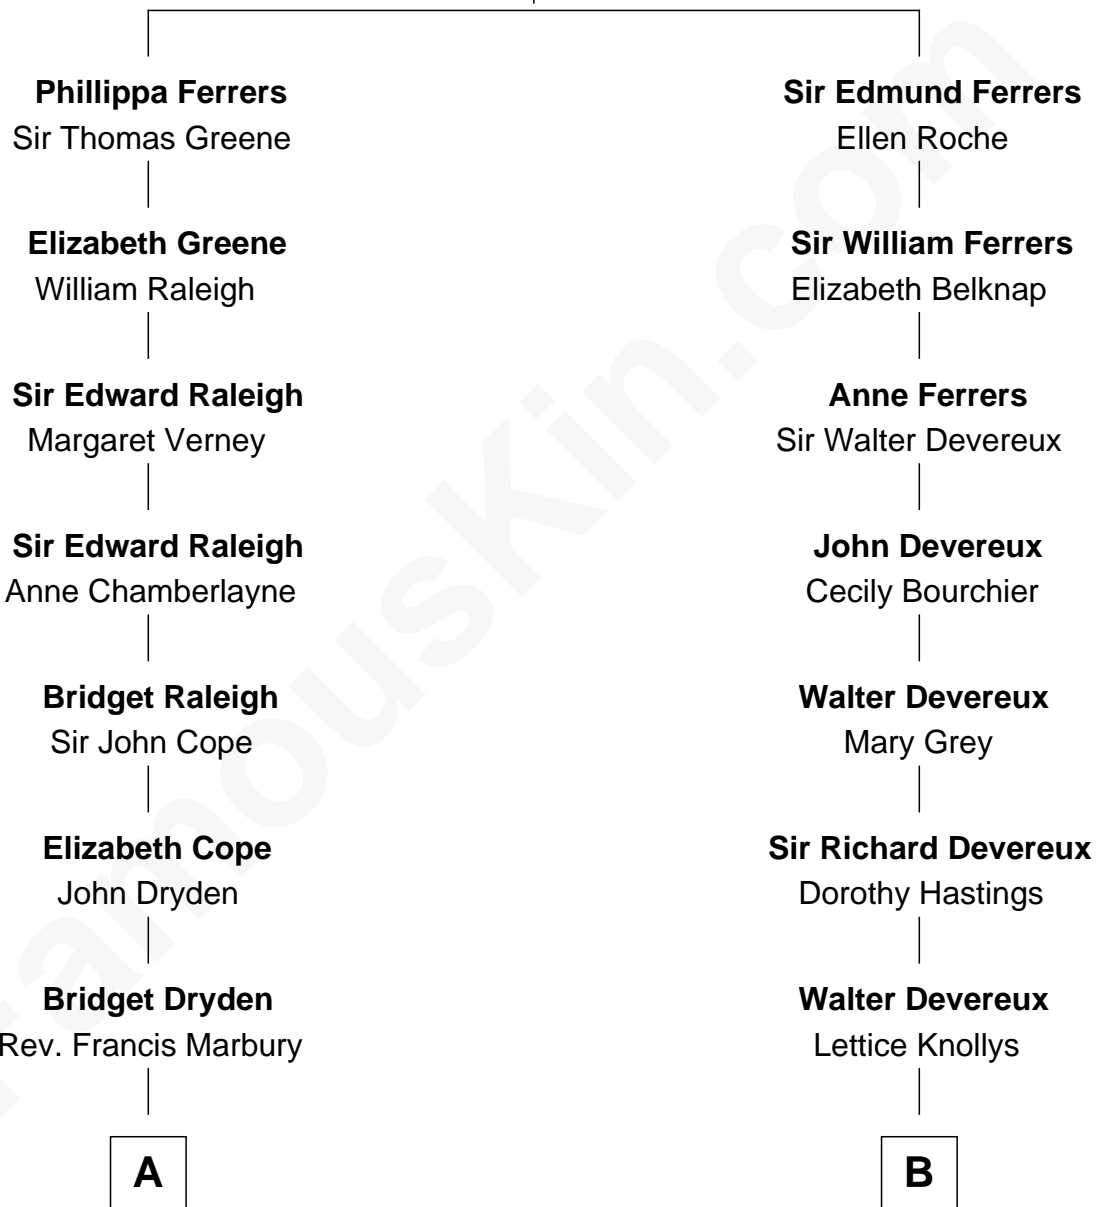 Phillippa Ferrers
Sir Thomas Greene
Elizabeth Greene
William Raleigh
Sir Edward Raleigh
Margaret Verney
Sir Edward Raleigh
Anne Chamberlayne
Bridget Raleigh
Sir John Cope
Elizabeth Cope
John Dryden
Bridget Dryden
Rev. Francis Marbury
A
Sir Edmund Ferrers
Ellen Roche
Sir William Ferrers
Elizabeth Belknap
Anne Ferrers
Sir Walter Devereux
John Devereux
Cecily Bourchier
Walter Devereux
Mary Grey
Sir Richard Devereux
Dorothy Hastings
Walter Devereux
Lettice Knollys
B
FamousKin.com